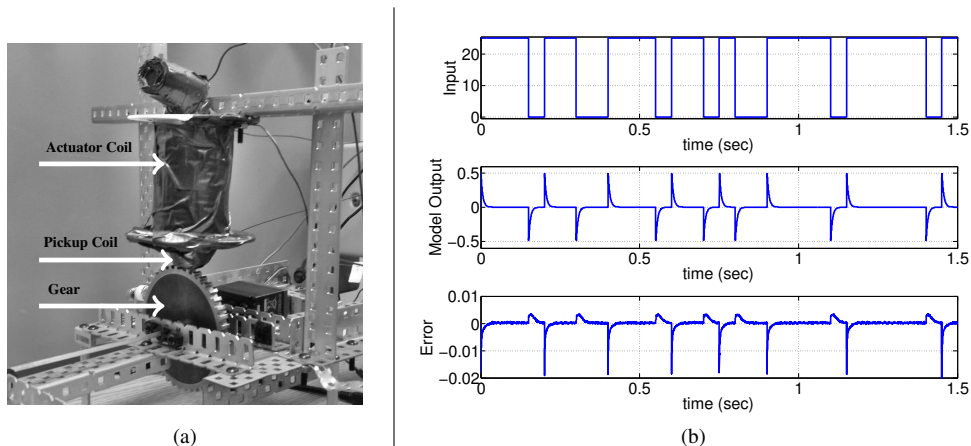 Actuator Coil
Pickup Coil
Gear
(a)
Input
20
10
0
0
0.5
1
1.5
time (sec)
Model Output
0.5
0
−0.5
0
0.5
1
1.5
time (sec)
Error
0.01
0
−0.01
−0.02
0
0.5
1
1.5
time (sec)
(b)